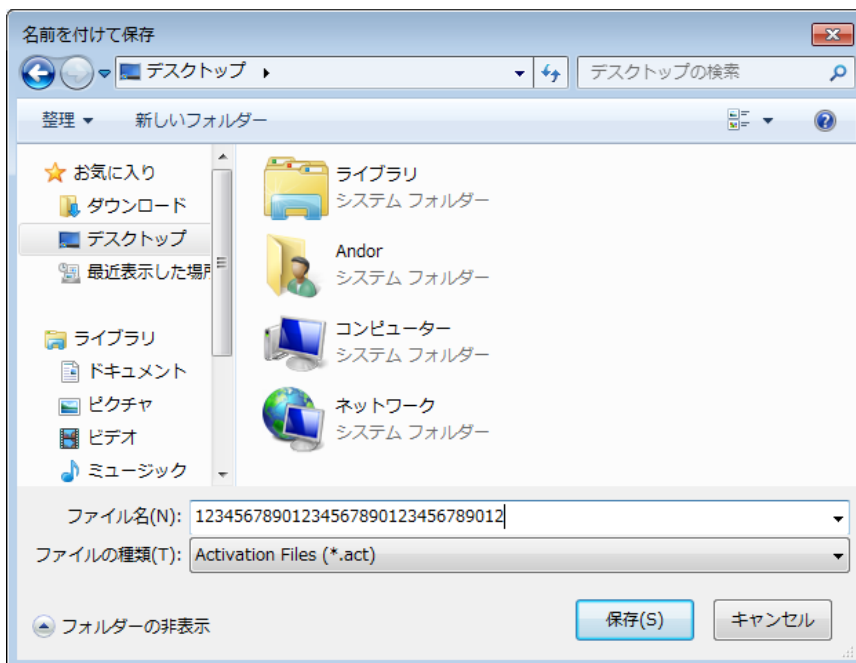 名前を付けて保存
デスクトップ
デスクトップの検索
整理
新しいフォルダー
お気に入り
ダウンロード
デスクトップ
最近表示した場所
ライブラリ
ドキュメント
ピクチャ
ビデオ
ミュージック
ライブラリ
システム フォルダー
Andor
システム フォルダー
コンピューター
システム フォルダー
ネットワーク
システム フォルダー
ファイル名(N): 12345678901234567890123456789012
ファイルの種類(T): Activation Files (*.act)
フォルダーの非表示
保存(S)
キャンセル